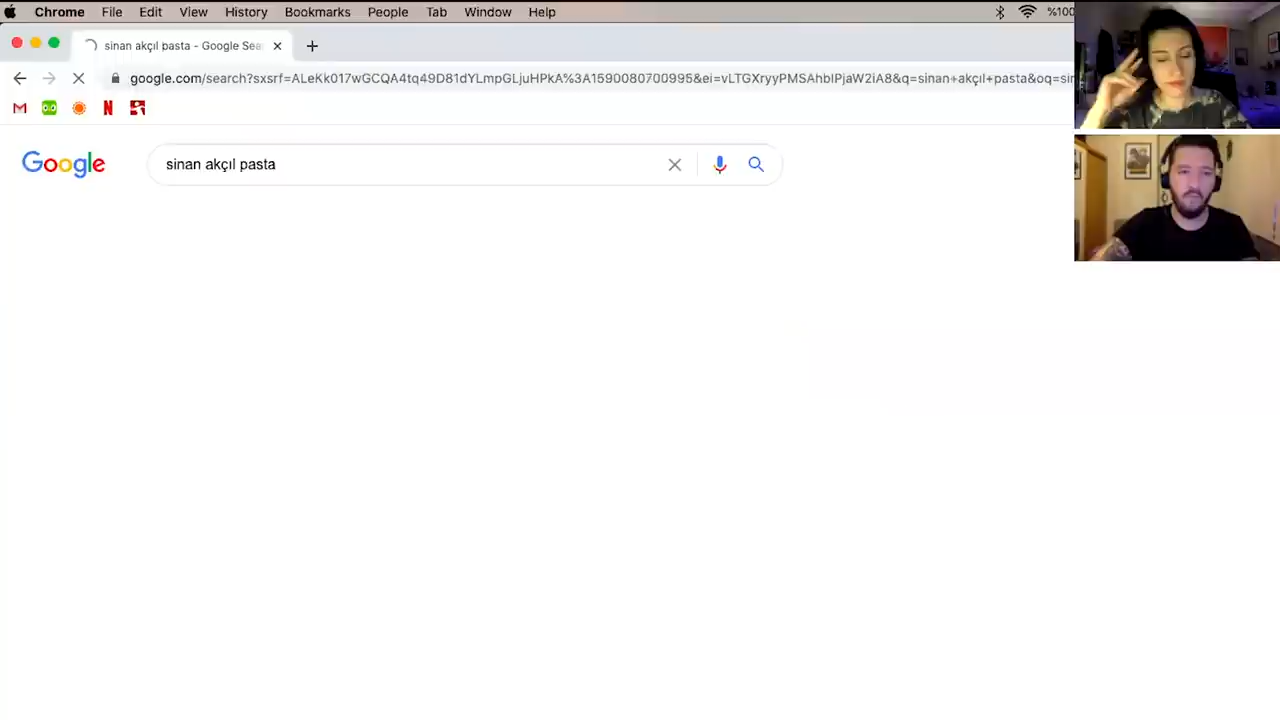 Chrome File Edit View History Bookmarks People Tab Window Help %100
sinan akçıl pasta - Google Sea
google.com/search?sxsrf=ALeKk017wGCQA4tq49D81dYLmpGLjuHPkA%3A1590080700995&ei=vLTGXryyPMSAhbIPjaW2iA8&q=sinan+akçıl+pasta&oq=sin
Google sinan akçıl pasta